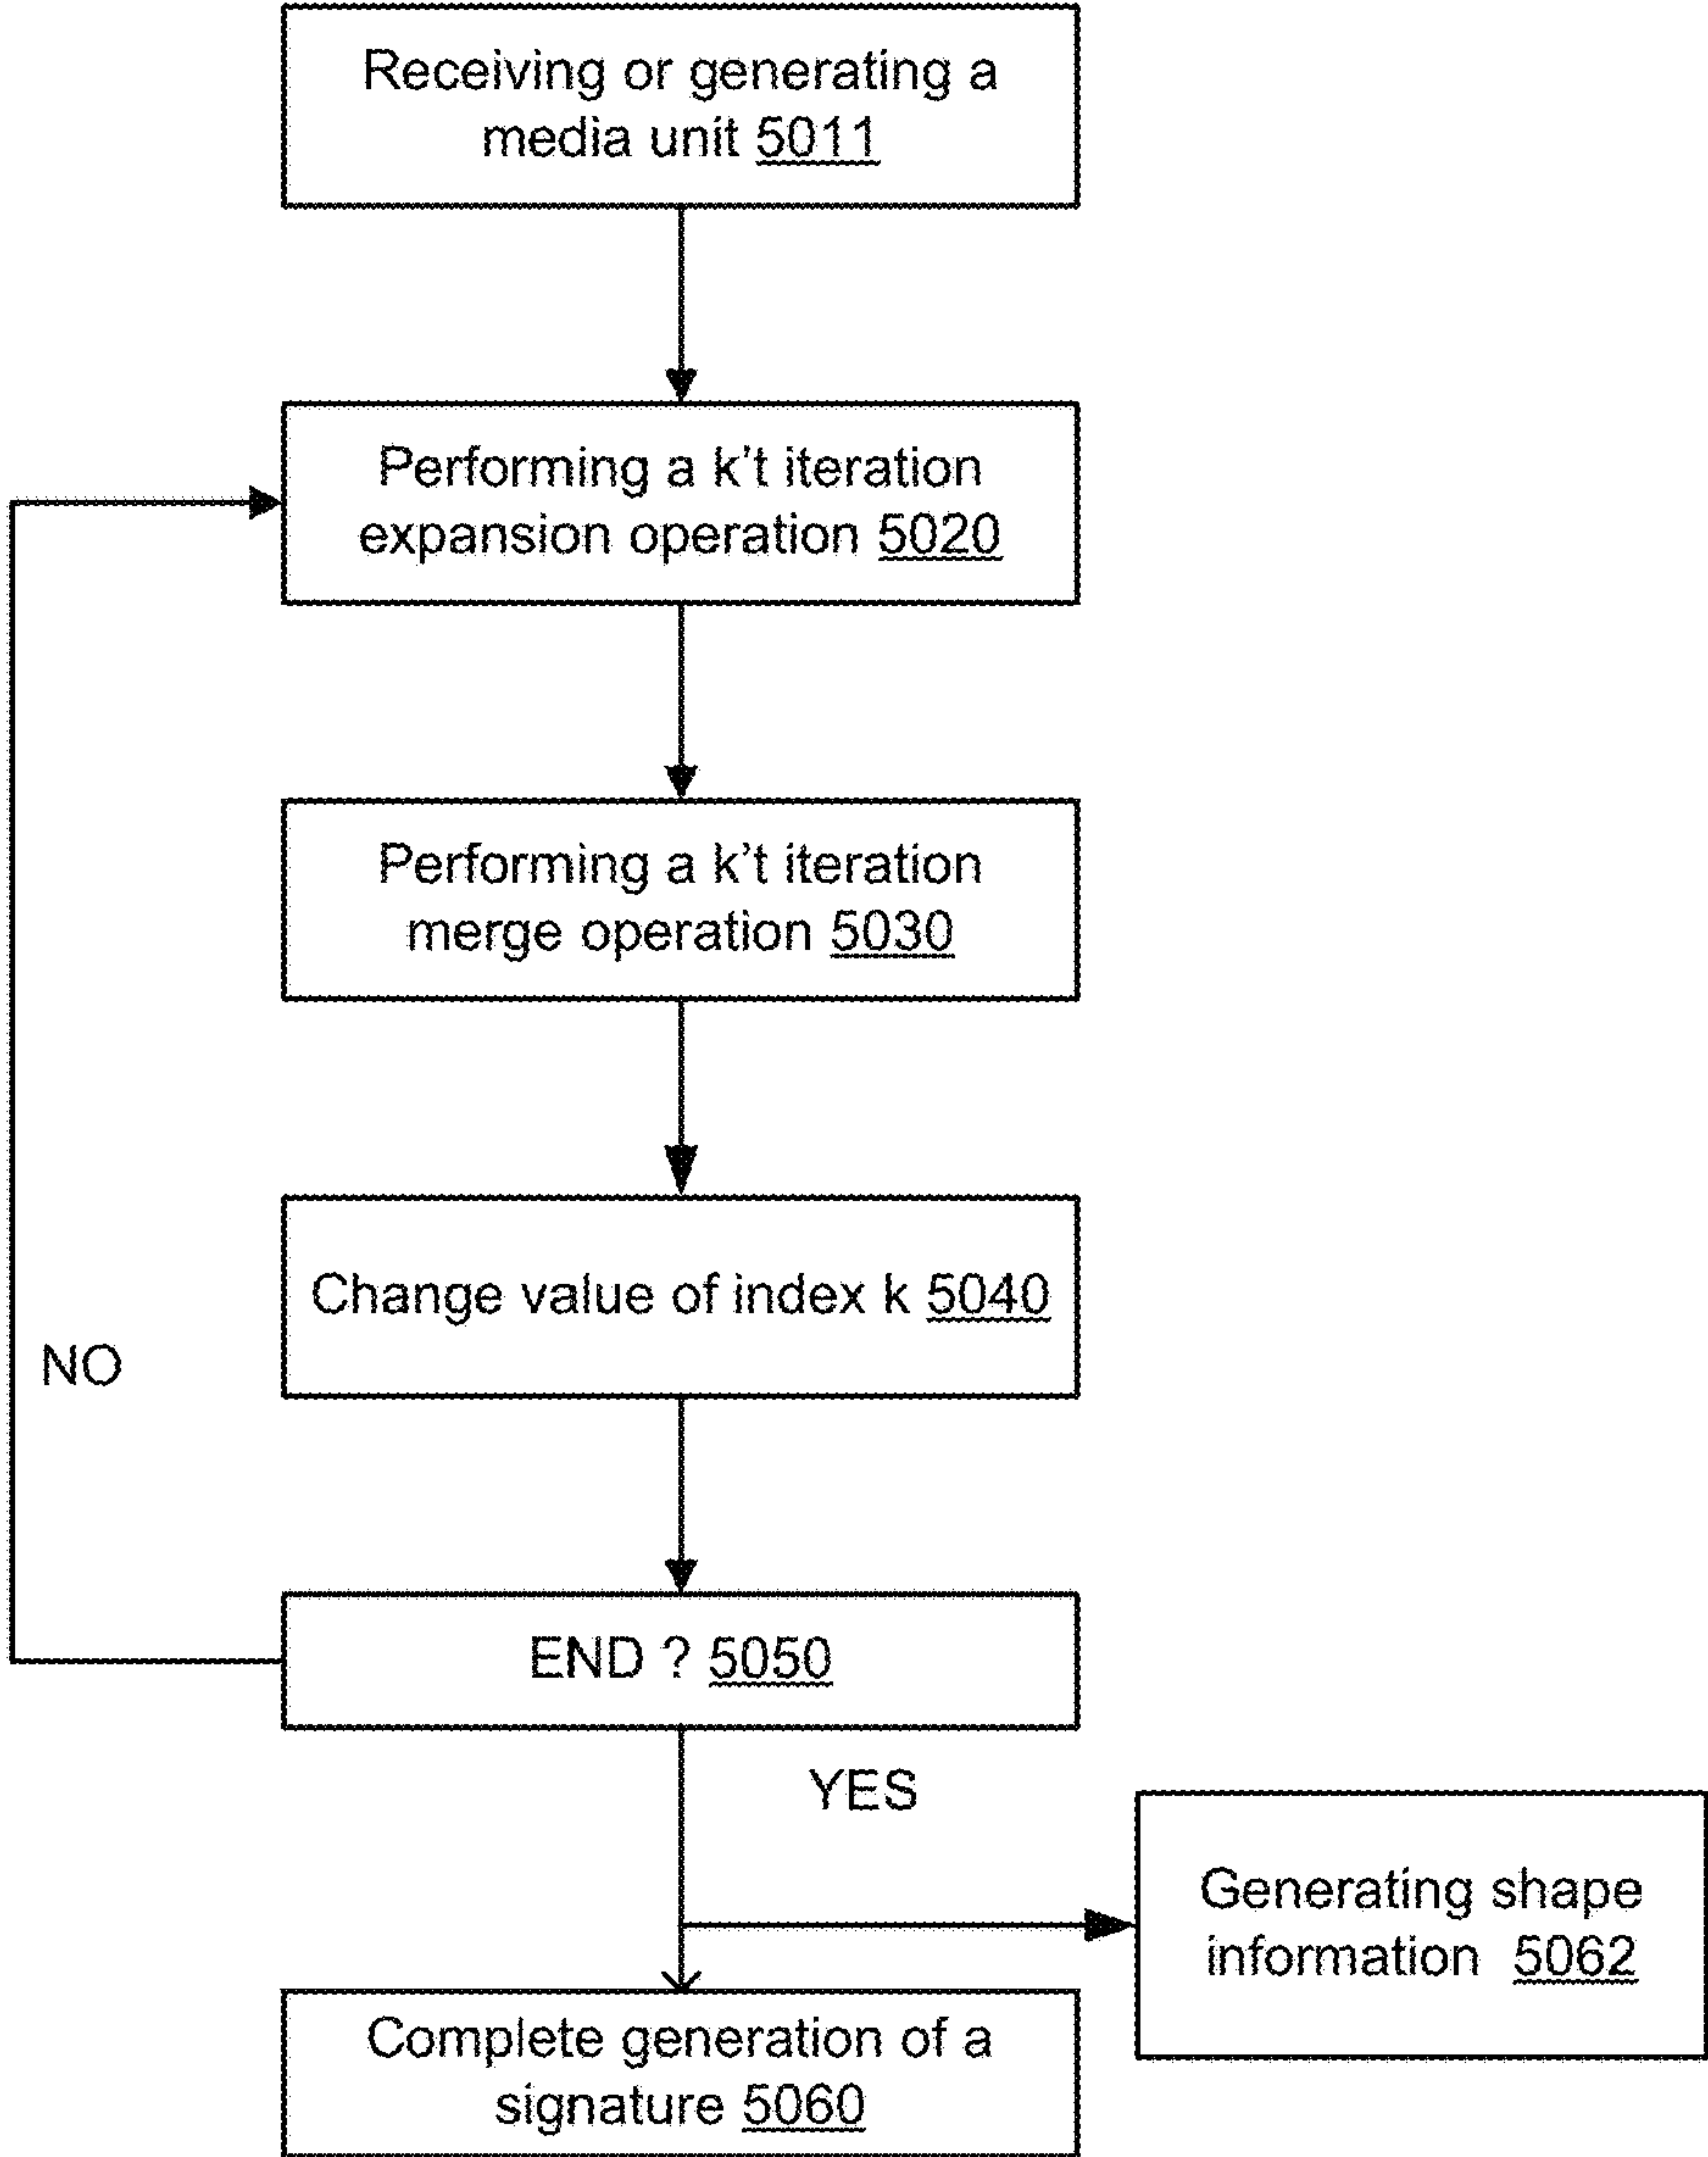 Receiving or generating a
media unit 5011
Performing a k't iteration
expansion operation 5020
Performing a k't iteration
merge operation 5030
Change value of index k 5040
NO
END ? 5050
YES
Generating shape
information 5062
Complete generation of a
signature 5060